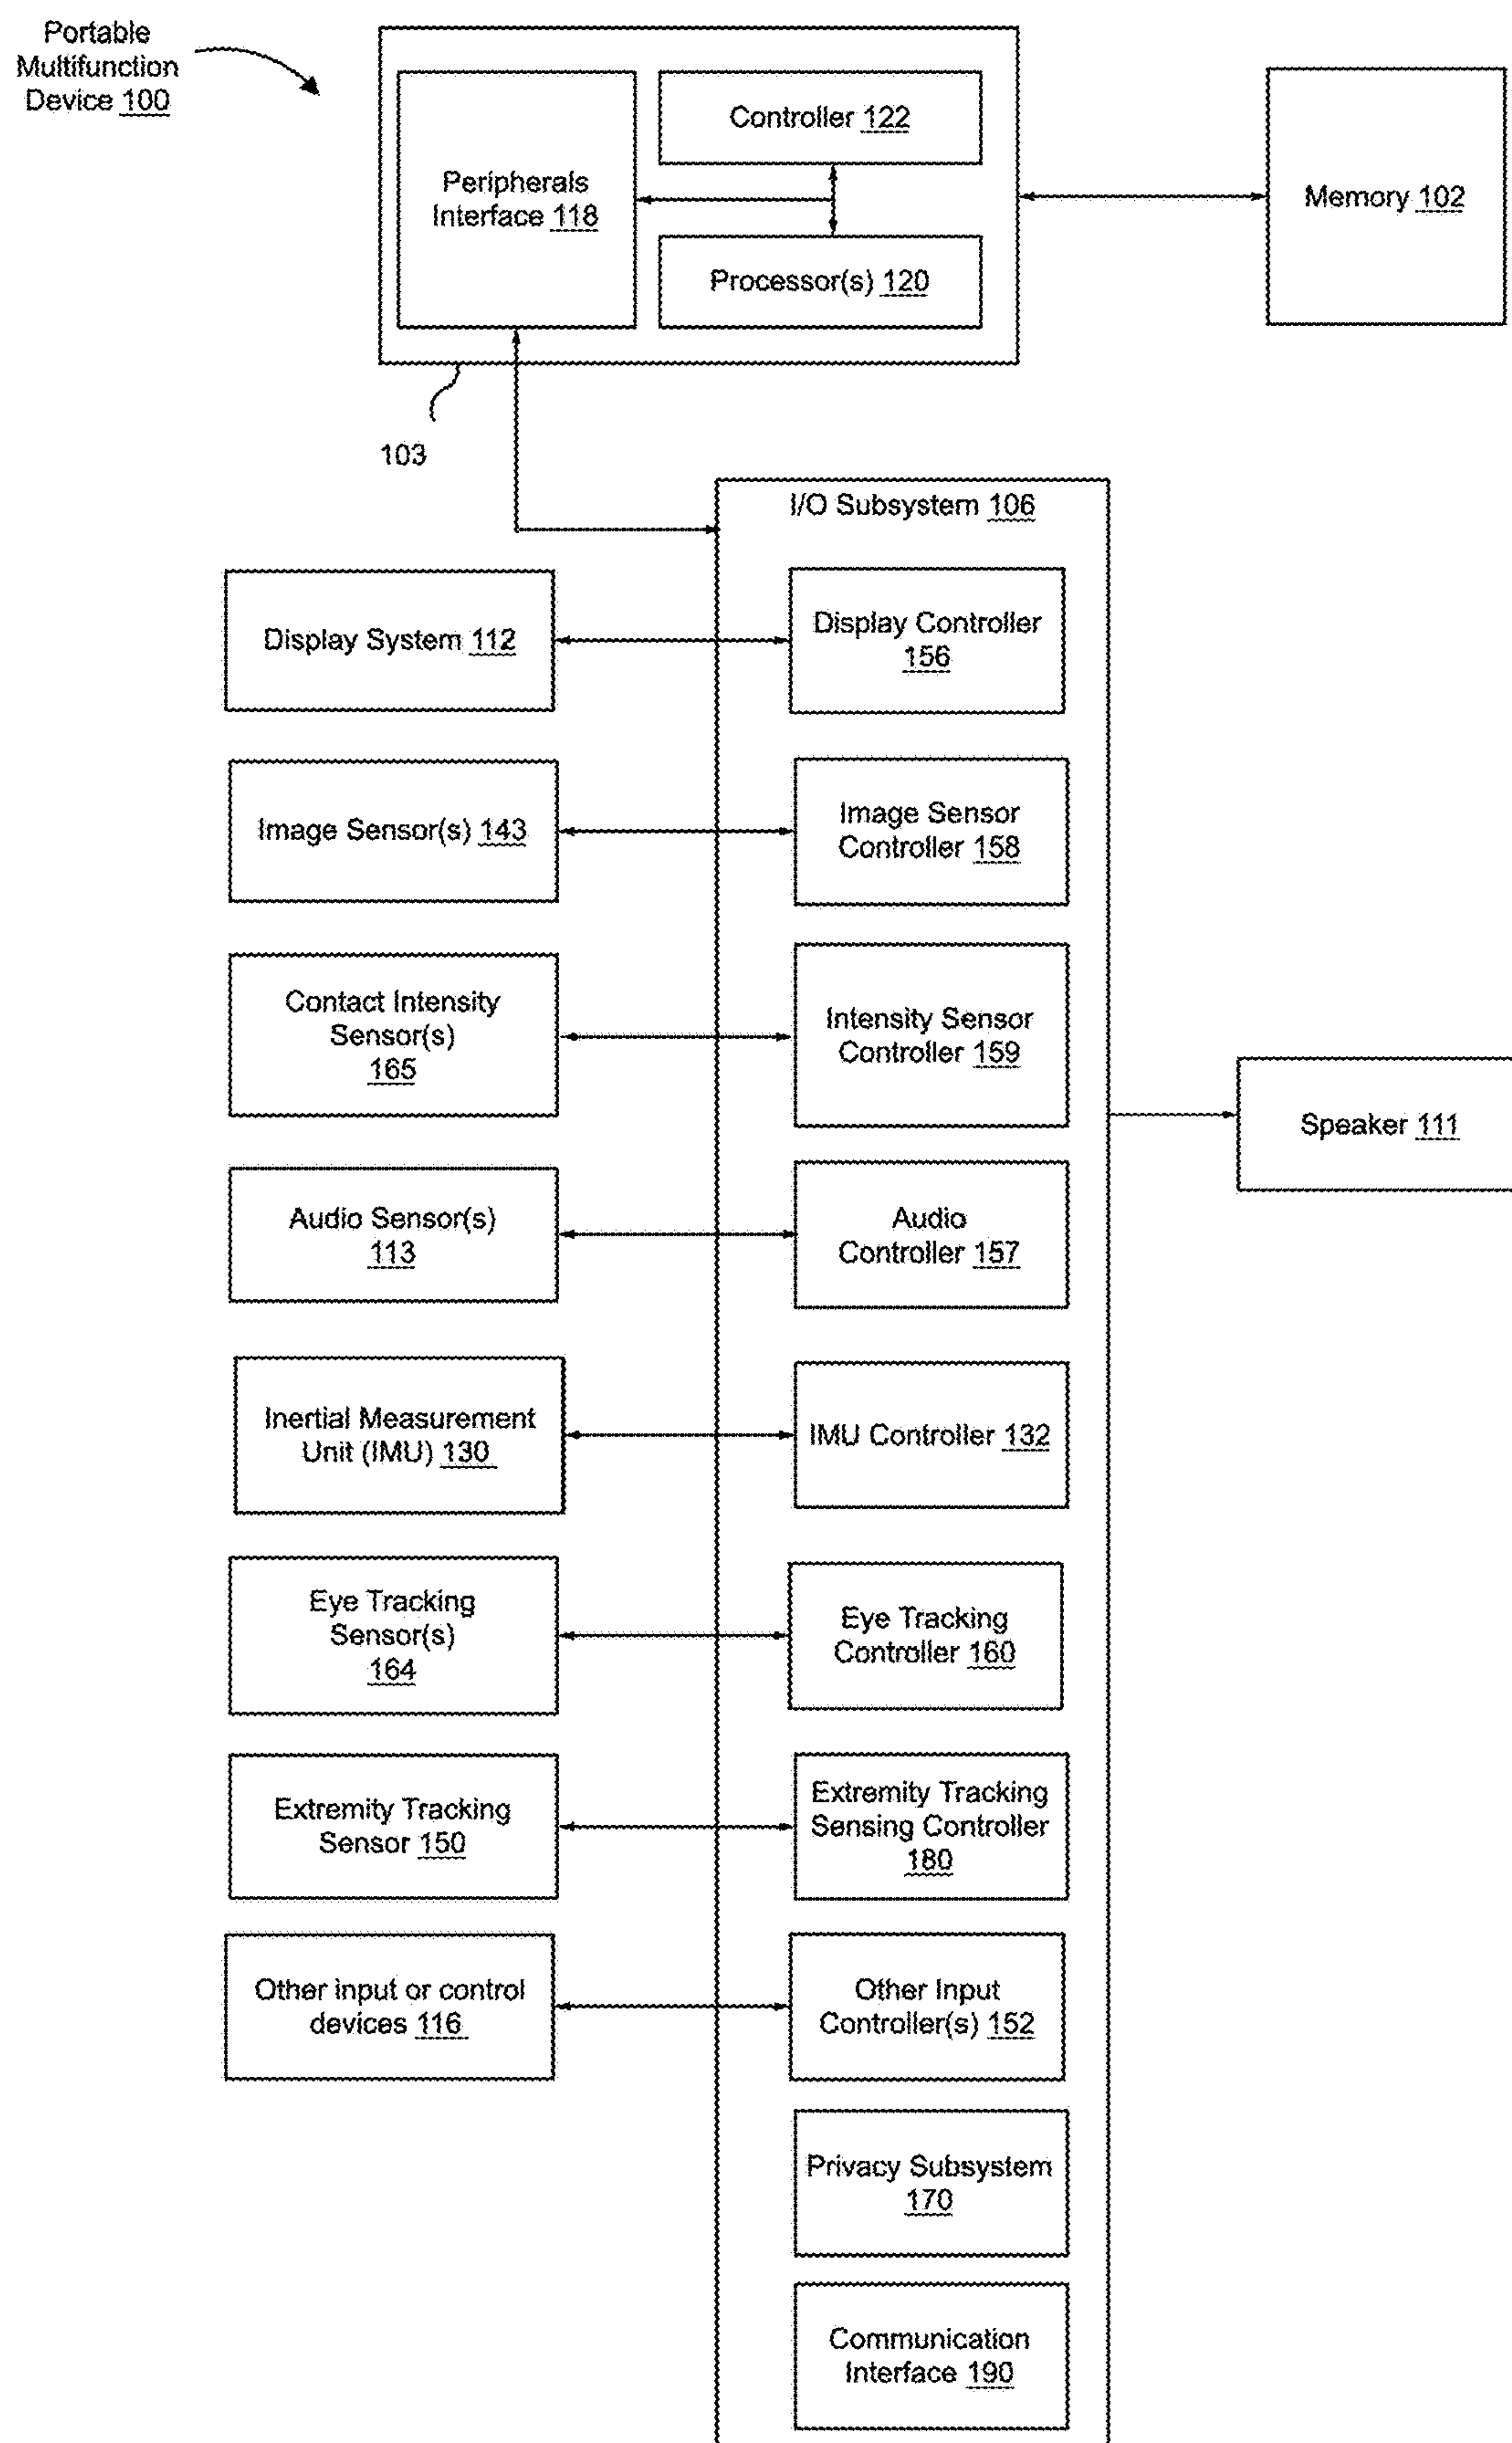 Portable
Multifunction
Device 100
Controller 122
Peripherals
Interface 118
Processor(s) 120
Memory 102
103
I/O Subsystem 106
Display System 112
Display Controller
156
Image Sensor(s) 143
Image Sensor
Controller 158
Contact Intensity
Sensor(s)
165
Intensity Sensor
Controller 159
Speaker 111
Audio Sensor(s)
113
Audio
Controller 157
Inertial Measurement
Unit (IMU) 130
IMU Controller 132
Eye Tracking
Sensor(s)
164
Eye Tracking
Controller 160
Extremity Tracking
Sensor 150
Extremity Tracking
Sensing Controller
180
Other input or control
devices 116
Other Input
Controller(s) 152
Privacy Subsystem
170
Communication
Interface 190